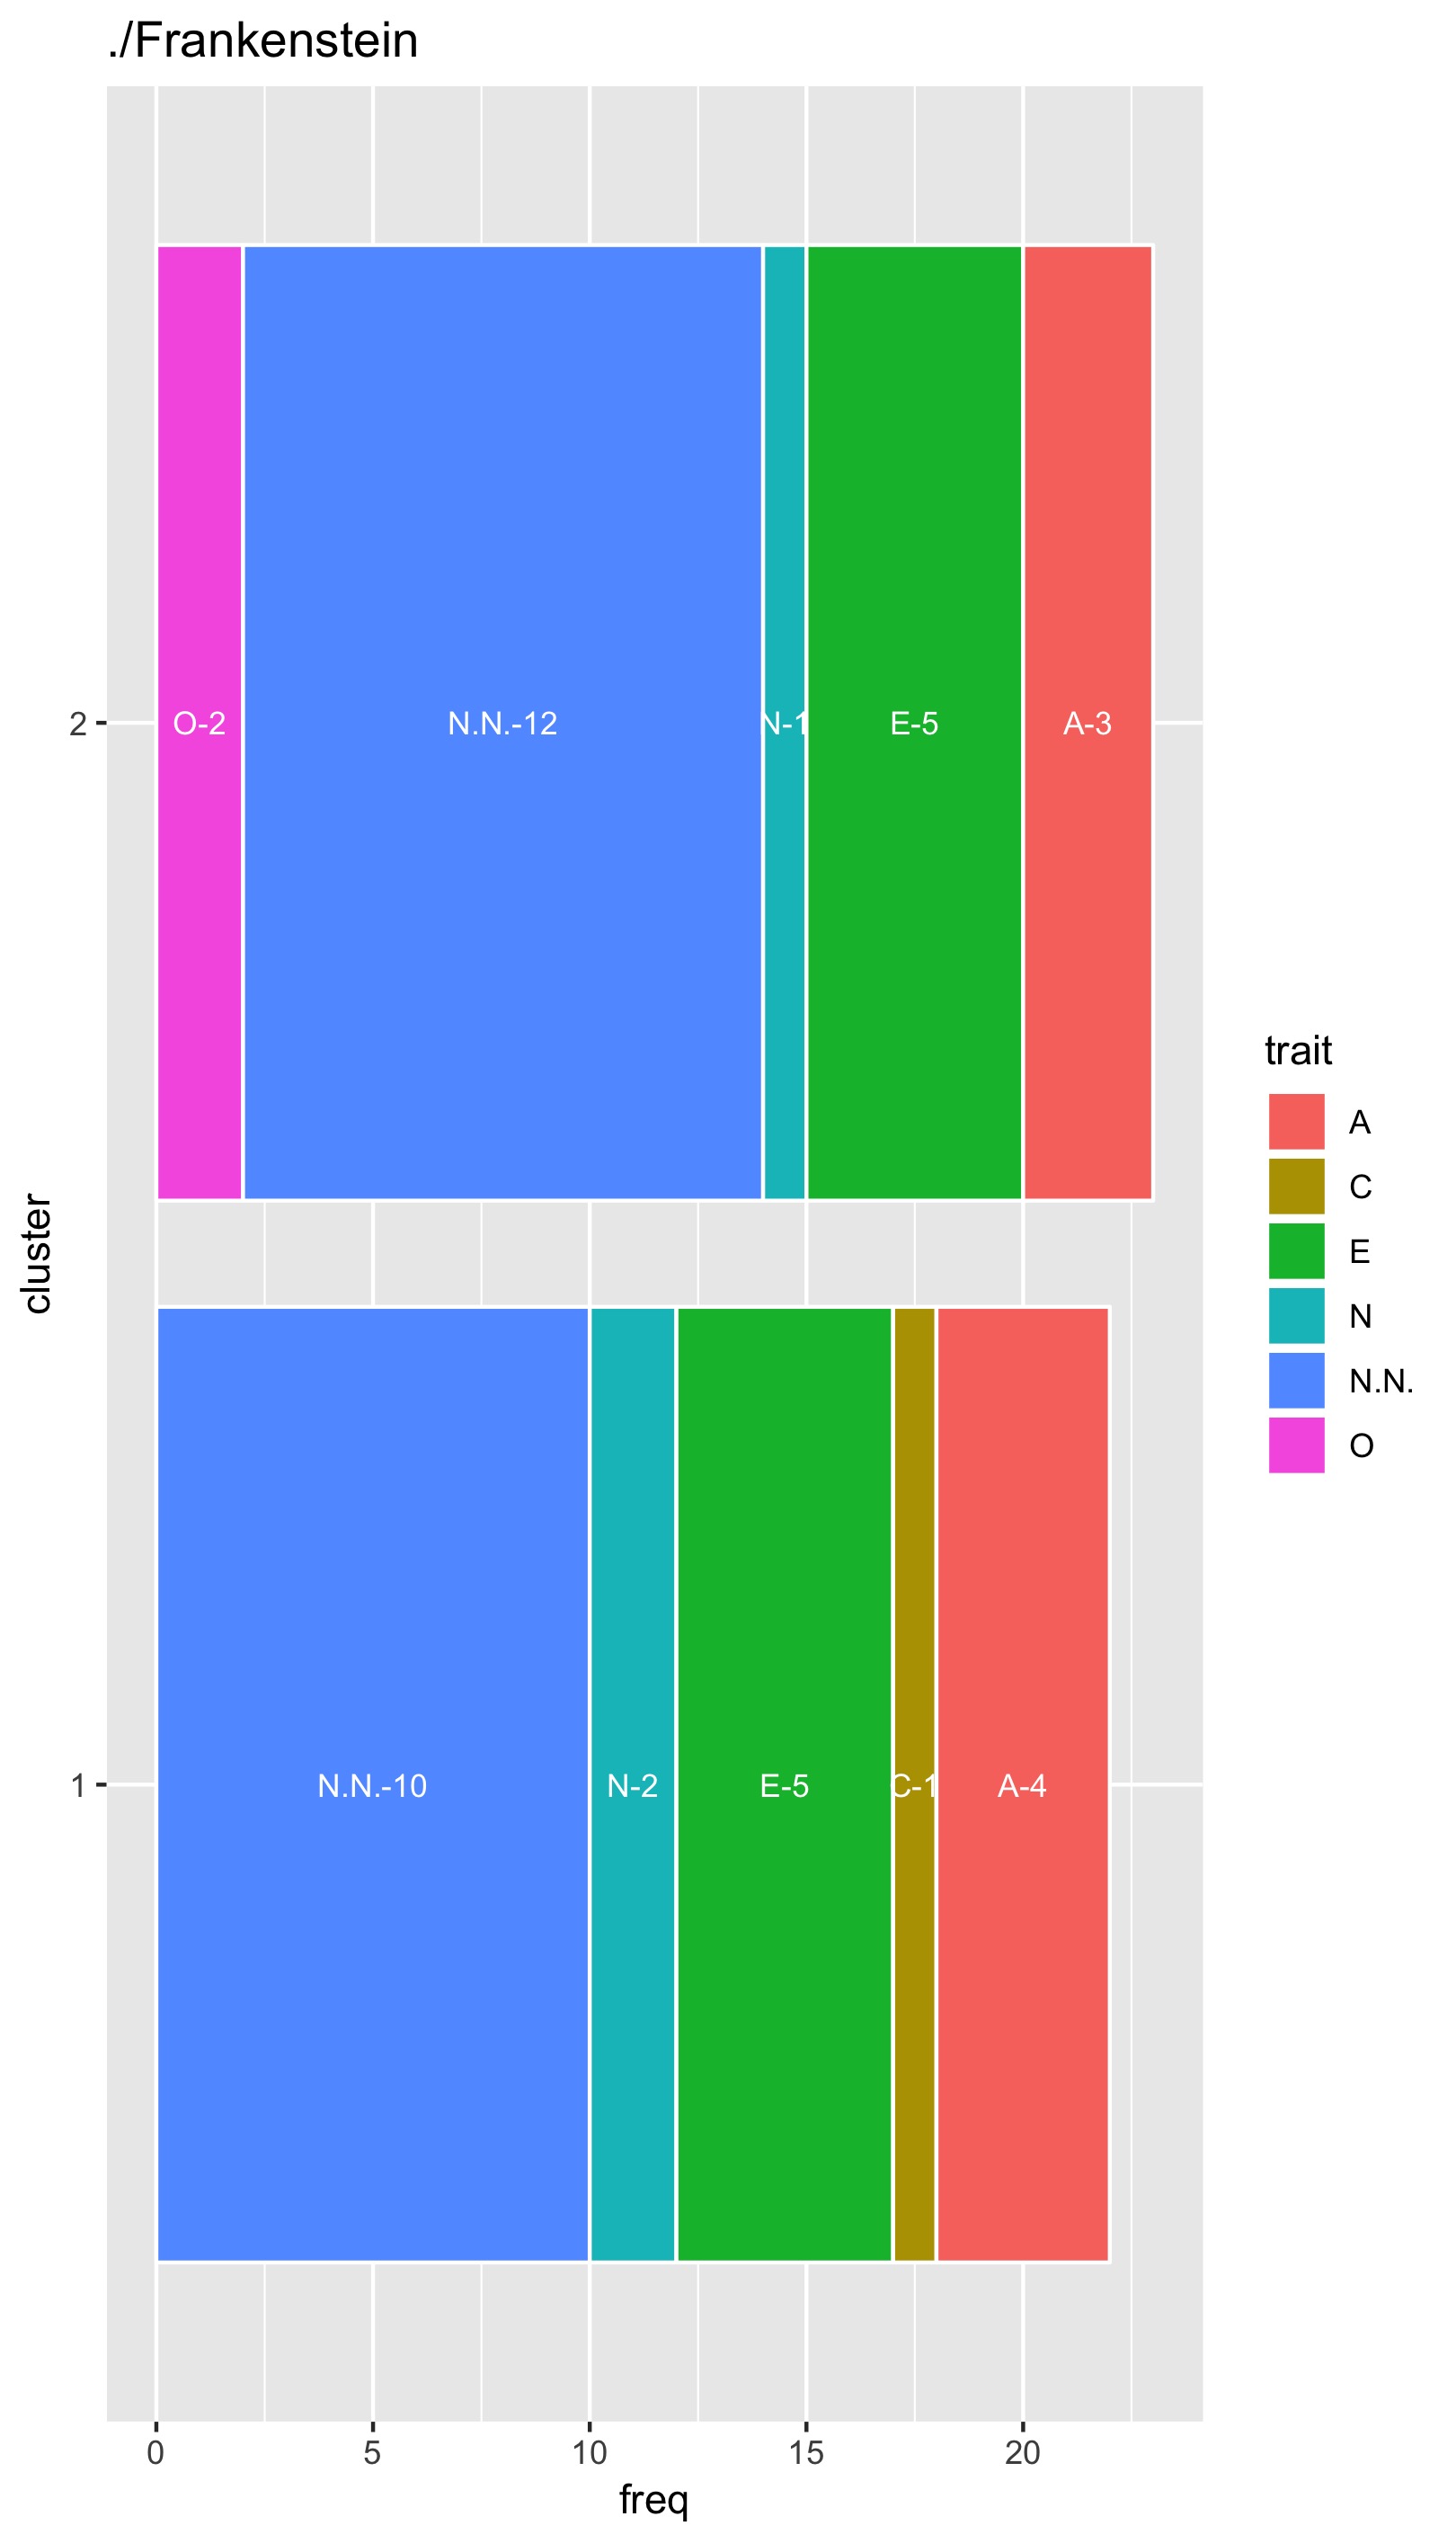 ./Frankenstein
2
O-2
N.N.-12
N-1
E-5
A-3
cluster
trait
A
C
E
N
N.N.
O
1
N.N.-10
N-2
E-5
C-1
A-4
0 5 10 15 20
freq